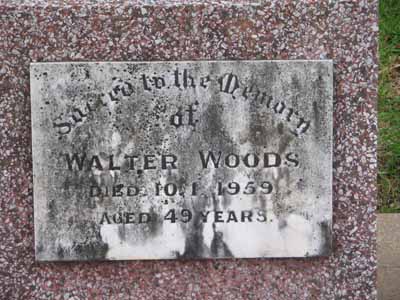 Sacred to the Memory
of
WALTER WOODS
DIED 10.1.1959
AGED 49 YEARS.